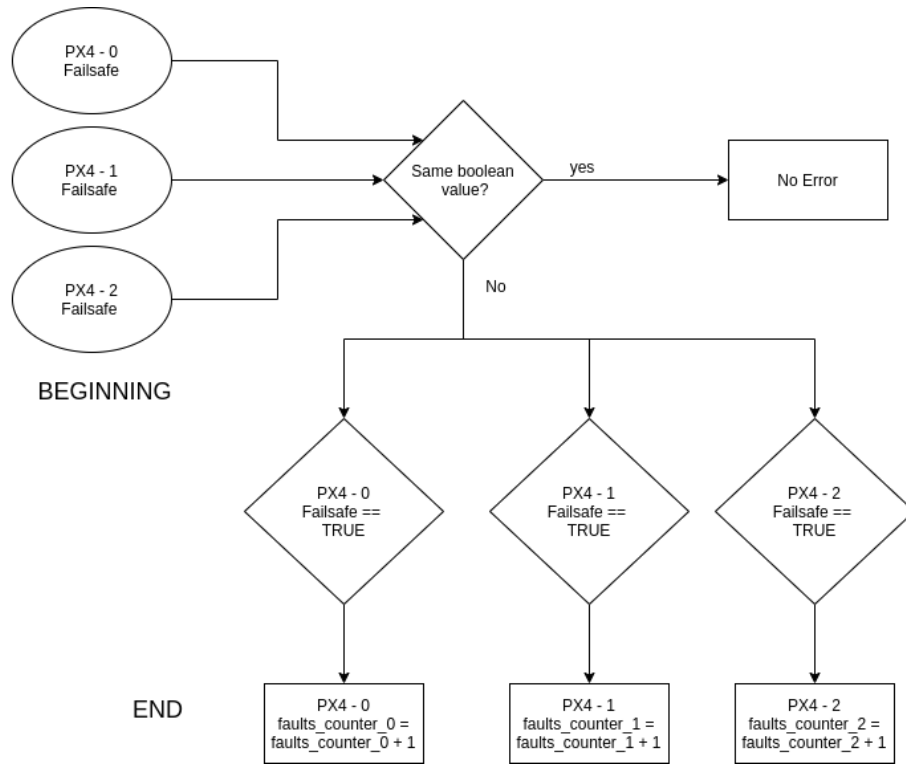 PX4 - 0
Failsafe
PX4 - 1
Failsafe
PX4 - 2
Failsafe
BEGINNING
Same boolean
value?
yes
No Error
No
PX4 - 0
Failsafe ==
TRUE
PX4 - 1
Failsafe ==
TRUE
PX4 - 2
Failsafe ==
TRUE
END
PX4 - 0
faults_counter_0 =
faults_counter_0 + 1
PX4 - 1
faults_counter_1 =
faults_counter_1 + 1
PX4 - 2
faults_counter_2 =
faults_counter_2 + 1